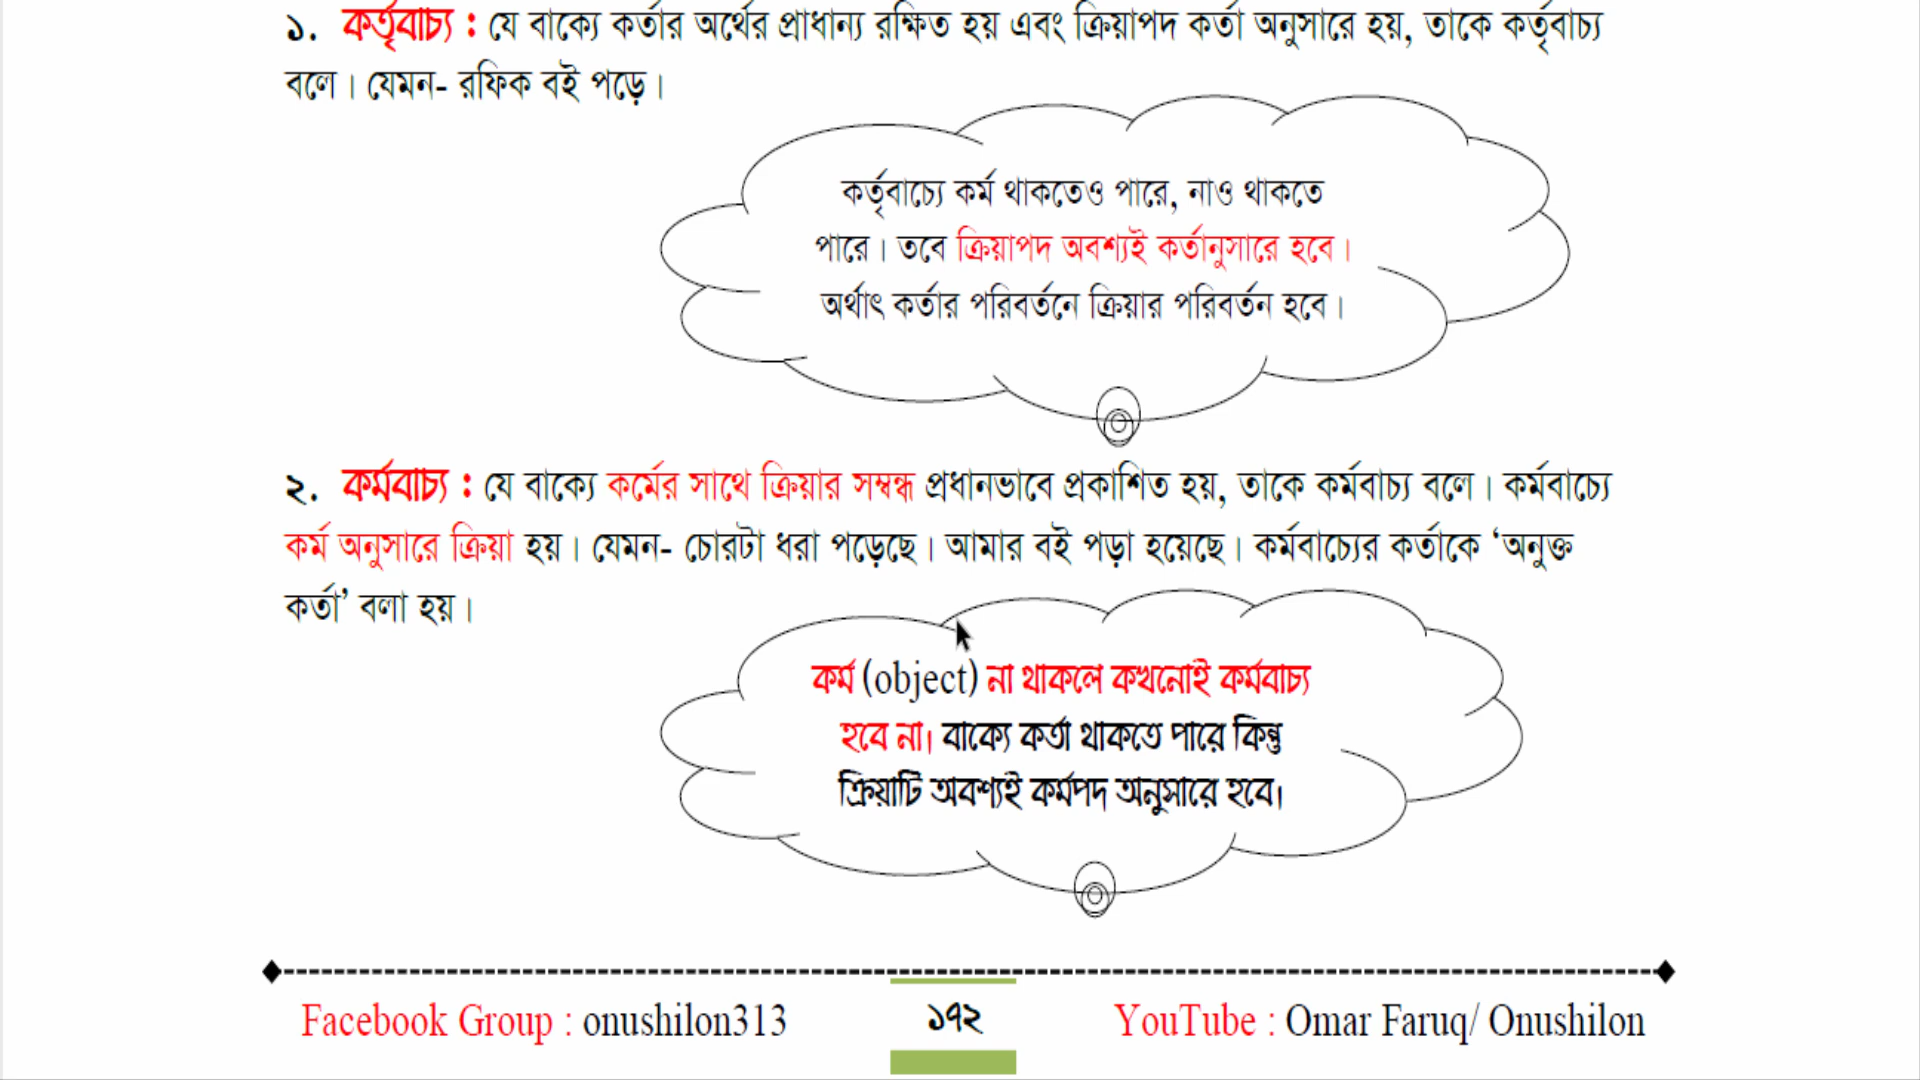 ১. কর্তৃবাচ্য : যে বাক্যে কর্তার অর্থের প্রাধান্য রক্ষিত হয় এবং ক্রিয়াপদ কর্তা অনুসারে হয়, তাকে কর্তৃবাচ্য
বলে। যেমন- রফিক বই পড়ে।
কর্তৃবাচ্যে কর্ম থাকতেও পারে, নাও থাকতে
পারে। তবে ক্রিয়াপদ অবশ্যই কর্তানুসারে হবে।
অর্থাৎ কর্তার পরিবর্তনে ক্রিয়ার পরিবর্তন হবে।
২. কর্মবাচ্য : যে বাক্যে কর্মের সাথে ক্রিয়ার সম্বন্ধ প্রধানভাবে প্রকাশিত হয়, তাকে কর্মবাচ্য বলে। কর্মবাচ্যে
কর্ম অনুসারে ক্রিয়া হয়। যেমন- চোরটা ধরা পড়েছে। আমার বই পড়া হয়েছে। কর্মবাচ্যের কর্তাকে ‘অনুক্ত
কর্তা’ বলা হয়।
কর্ম (object) না থাকলে কখনোই কর্মবাচ্য
হবে না। বাক্যে কর্তা থাকতে পারে কিন্তু
ক্রিয়াটি অবশ্যই কর্মপদ অনুসারে হবে।
Facebook Group : onushilon313 ১৭২ YouTube : Omar Faruq/ Onushilon